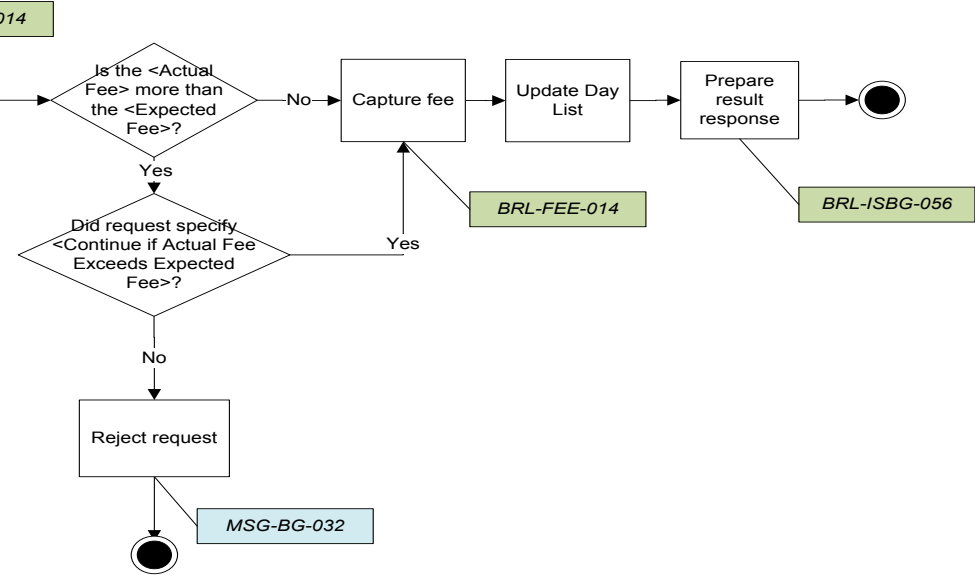 014
Is the <Actual
Fee> more than
the <Expected
Fee>?
No
Capture fee
Update Day
List
Prepare
result
response
Yes
BRL-FEE-014
BRL-ISBG-056
Did request specify
<Continue if Actual Fee
Exceeds Expected
Fee>?
Yes
No
Reject request
MSG-BG-032